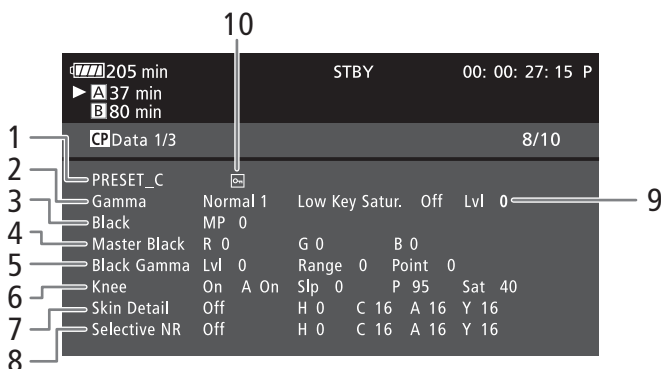 10
205 min STBY 00: 00: 27: 15 P
A 37 min
B 80 min
CP Data 1/3 8/10
1 PRESET_C
2 Gamma Normal 1 Low Key Satur. Off Lvl 0 9
3 Black MP 0
4 Master Black R 0 G 0 B 0
5 Black Gamma Lvl 0 Range 0 Point 0
6 Knee On A On Slp 0 P 95 Sat 40
7 Skin Detail Off H 0 C 16 A 16 Y 16
8 Selective NR Off H 0 C 16 A 16 Y 16